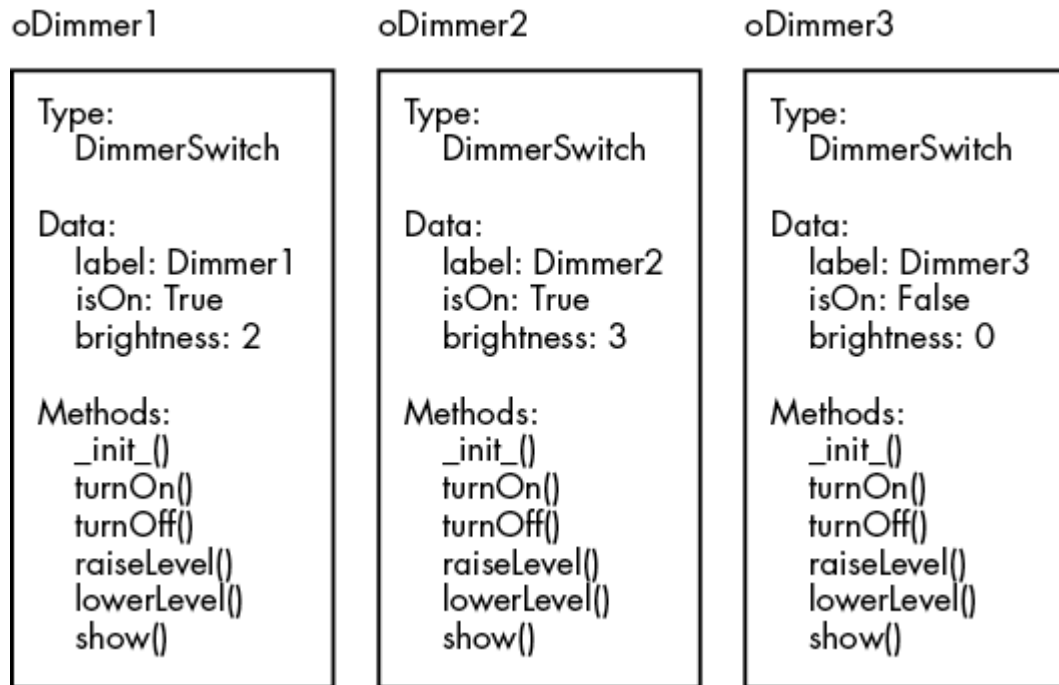 oDimmer1
Type:
DimmerSwitch
Data:
label: Dimmer1
isOn: True
brightness: 2
Methods:
_init_()
turnOn()
turnOff()
raiseLevel()
lowerLevel()
show()
oDimmer2
Type:
DimmerSwitch
Data:
label: Dimmer2
isOn: True
brightness: 3
Methods:
_init_()
turnOn()
turnOff()
raiseLevel()
lowerLevel()
show()
oDimmer3
Type:
DimmerSwitch
Data:
label: Dimmer3
isOn: False
brightness: 0
Methods:
_init_()
turnOn()
turnOff()
raiseLevel()
lowerLevel()
show()